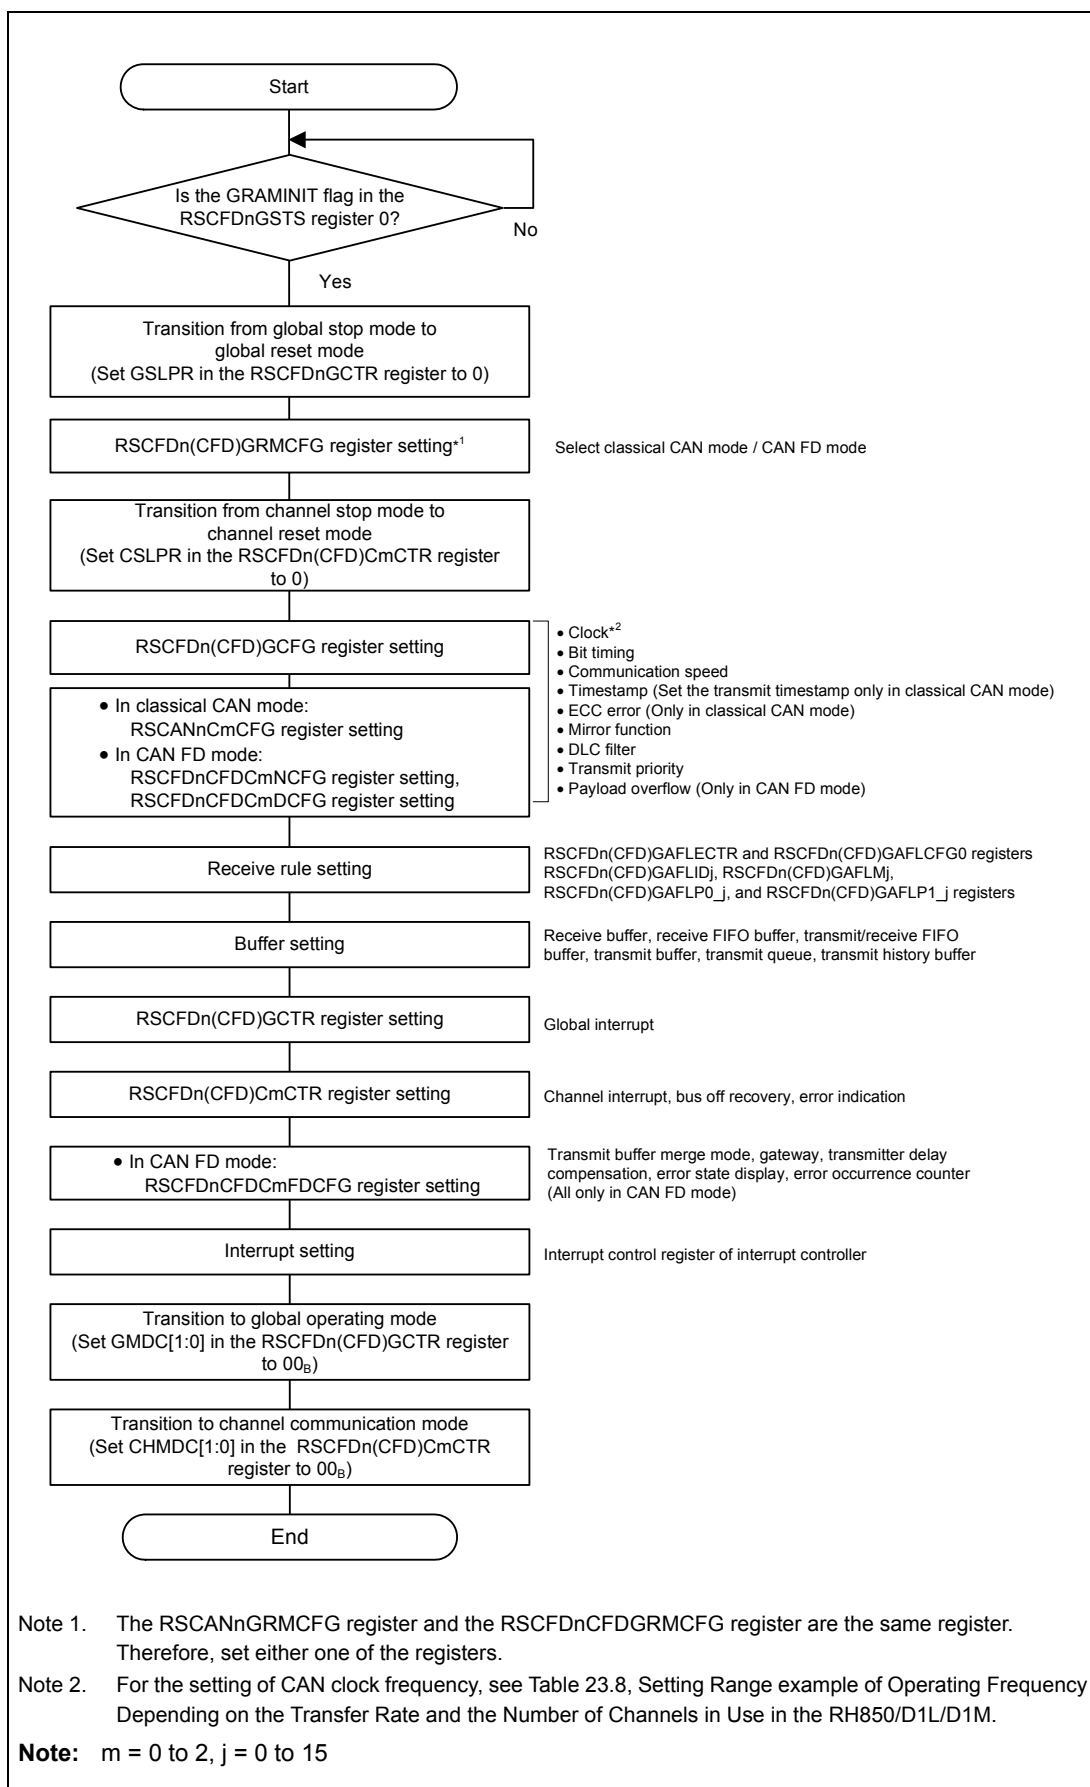 Start
Is the GRAMINIT flag in the
RSCFDnGSTS register 0?
No
Yes
Transition from global stop mode to
global reset mode
(Set GSLPR in the RSCFDnGCTR register to 0)
RSCFDn(CFD)GRMCFG register setting*1
Select classical CAN mode / CAN FD mode
Transition from channel stop mode to
channel reset mode
(Set CSLPR in the RSCFDn(CFD)CmCTR register
to 0)
RSCFDn(CFD)GCFG register setting
• In classical CAN mode:
RSCANnCmCFG register setting
• In CAN FD mode:
RSCFDnCFDCmNCFG register setting,
RSCFDnCFDCmDCFG register setting
• Clock*2
• Bit timing
• Communication speed
• Timestamp (Set the transmit timestamp only in classical CAN mode)
• ECC error (Only in classical CAN mode)
• Mirror function
• DLC filter
• Transmit priority
• Payload overflow (Only in CAN FD mode)
Receive rule setting
RSCFDn(CFD)GAFLECTR and RSCFDn(CFD)GAFLCFG0 registers
RSCFDn(CFD)GAFLIDj, RSCFDn(CFD)GAFLMj,
RSCFDn(CFD)GAFLP0_j, and RSCFDn(CFD)GAFLP1_j registers
Buffer setting
Receive buffer, receive FIFO buffer, transmit/receive FIFO
buffer, transmit buffer, transmit queue, transmit history buffer
RSCFDn(CFD)GCTR register setting
Global interrupt
RSCFDn(CFD)CmCTR register setting
Channel interrupt, bus off recovery, error indication
• In CAN FD mode:
RSCFDnCFDCmFDCFG register setting
Transmit buffer merge mode, gateway, transmitter delay
compensation, error state display, error occurrence counter
(All only in CAN FD mode)
Interrupt setting
Interrupt control register of interrupt controller
Transition to global operating mode
(Set GMDC[1:0] in the RSCFDn(CFD)GCTR register
to 00B)
Transition to channel communication mode
(Set CHMDC[1:0] in the RSCFDn(CFD)CmCTR
register to 00B)
End
Note 1. The RSCANnGRMCFG register and the RSCFDnCFDGRMCFG register are the same register.
Therefore, set either one of the registers.
Note 2. For the setting of CAN clock frequency, see Table 23.8, Setting Range example of Operating Frequency
Depending on the Transfer Rate and the Number of Channels in Use in the RH850/D1L/D1M.
Note: m = 0 to 2, j = 0 to 15